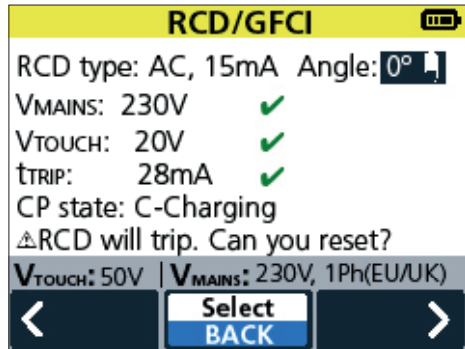 RCD/GFCI
RCD type: AC, 15mA Angle: 0°
VMAINS: 230V ✔
VTOUCH: 20V ✔
tTRIP: 28mA ✔
CP state: C-Charging
⚠RCD will trip. Can you reset?
VTOUCH: 50V | VMAINS: 230V, 1Ph(EU/UK)
Select
BACK